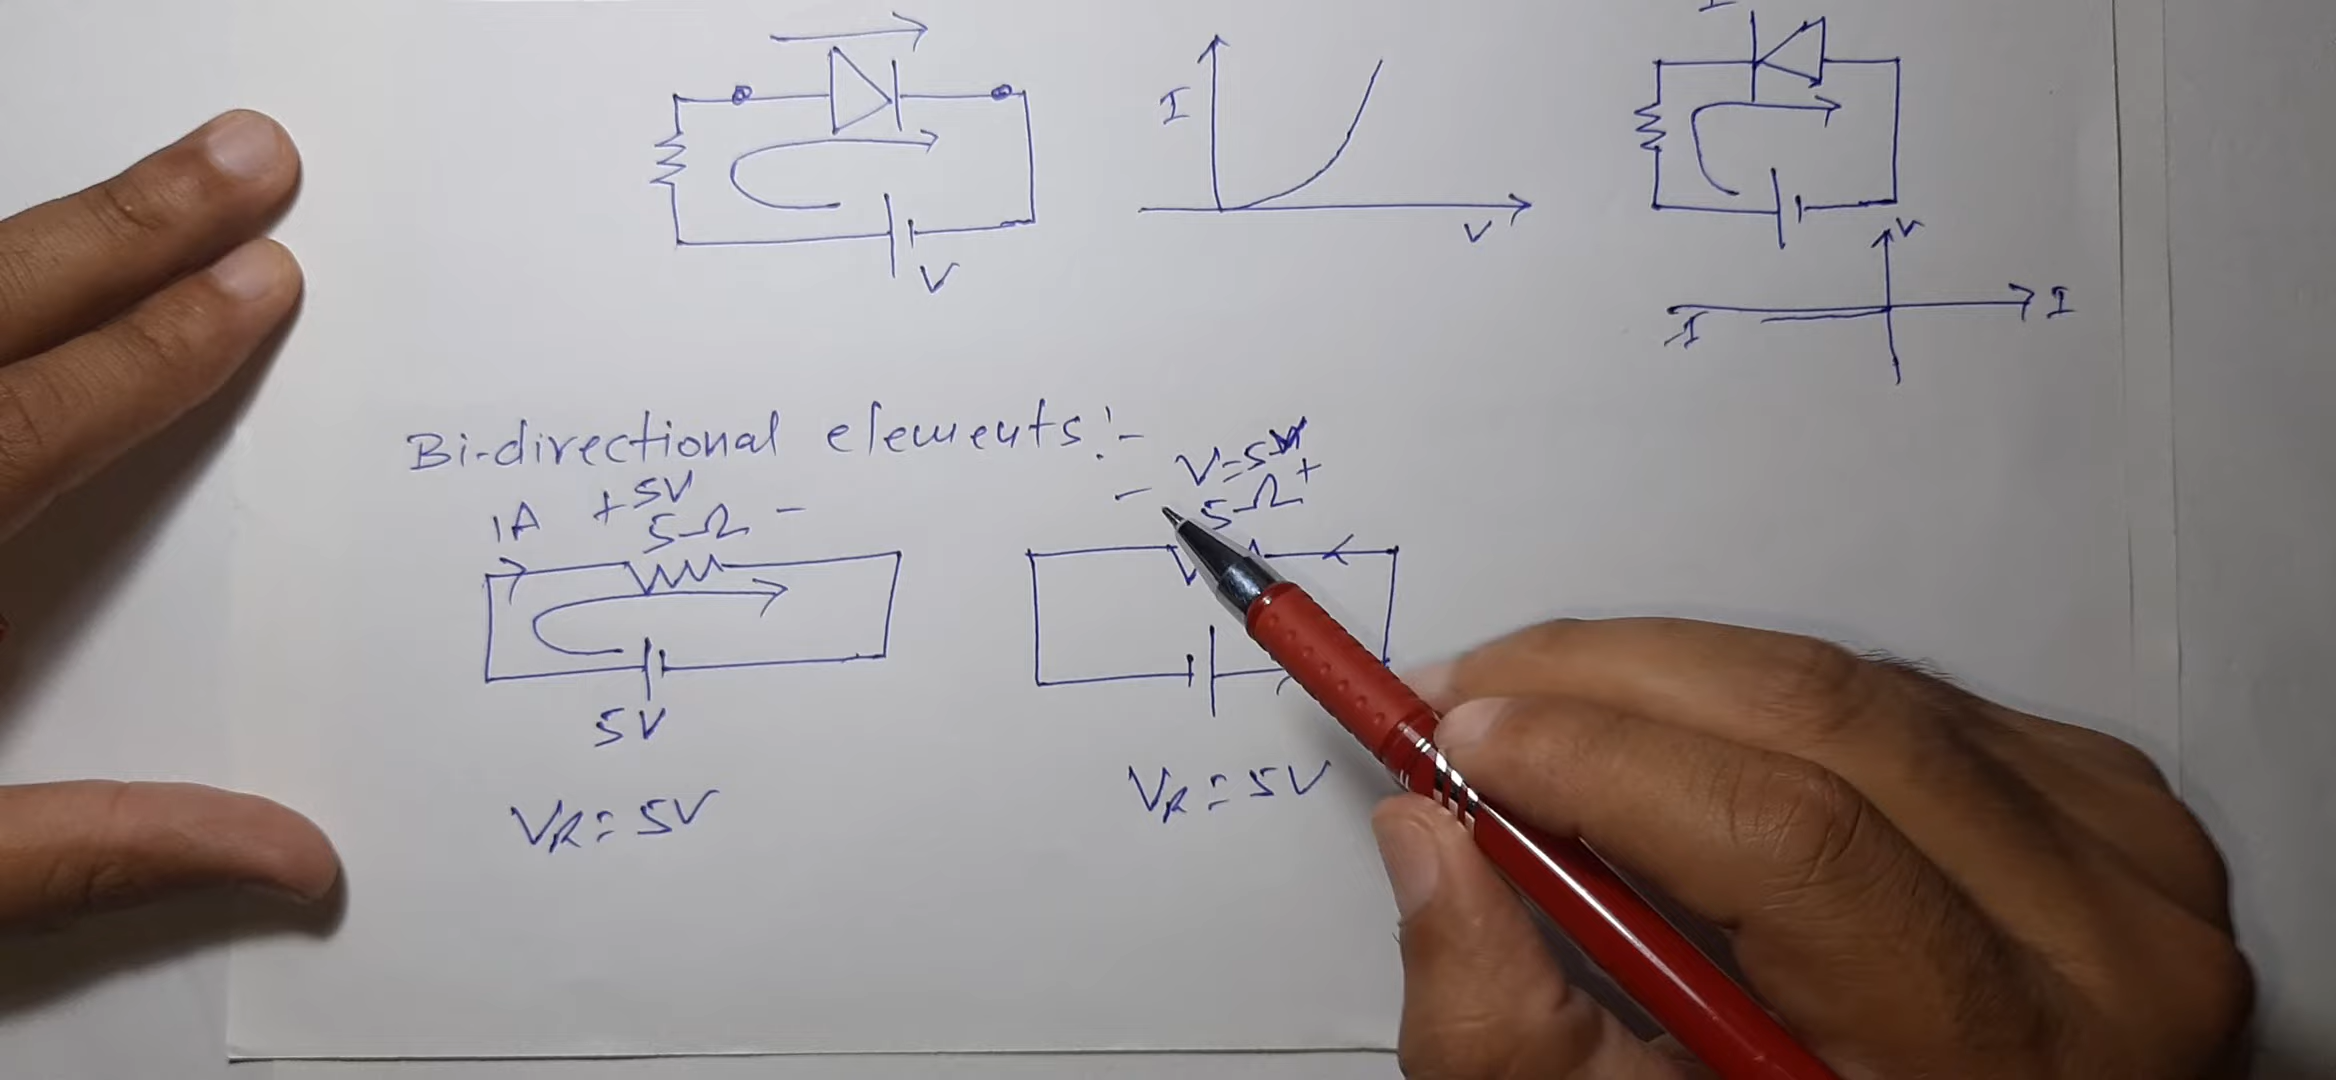 I
I
V
V
V
I
I
Bi-directional elements:-
V=5V
1A + 5V -
5Ω
- 5Ω +
5V
VR = 5V
VR = 5V